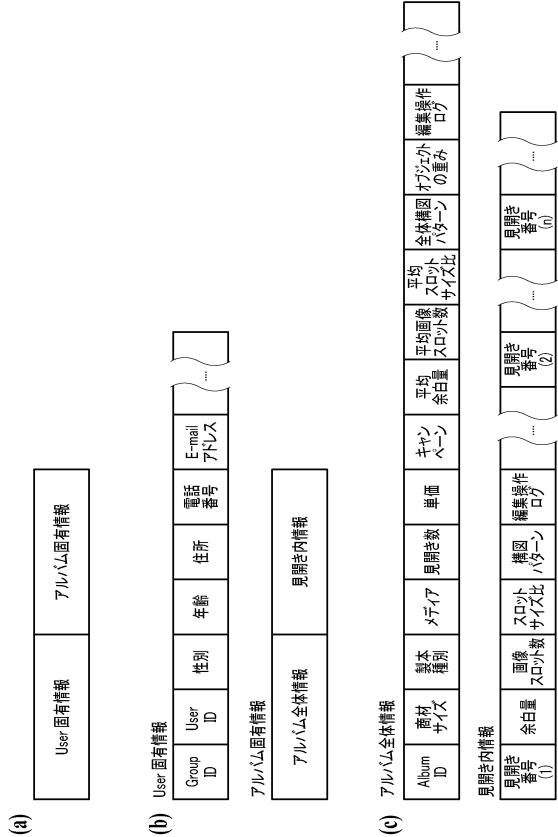 (a)
User 固有情報
アルバム固有情報
(b)
User 固有情報
Group
ID
User
ID
性別
年齢
住所
電話
番号
E-mail
アドレス
....
アルバム固有情報
アルバム全体情報
見開き内情報
(c)
アルバム全体情報
Album
ID
商材
サイズ
製本
種別
メディア
見開き数
単価
キャン
ペーン
平均
余白量
平均画像
スロット数
平均
スロット
サイズ比
全体構図
パターン
オブジェクト
の重み
編集操作
ログ
....
見開き内情報
見開き
番号
(1)
余白量
画像
スロット数
スロット
サイズ比
構図
パターン
編集操作
ログ
....
見開き
番号
(2)
....
見開き
番号
(n)
....